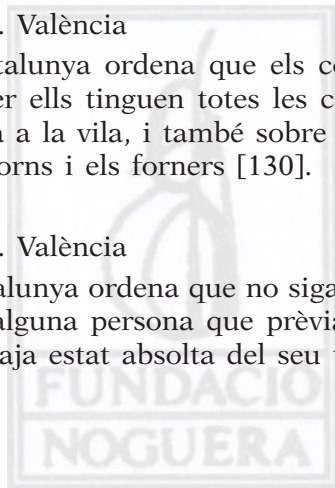 . València
talunya ordena que els co
er ells tinguen totes les c
a a la vila, i també sobre
orns i els forners [130].
. València
alunya ordena que no siga
alguna persona que prèvia
aja estat absolta del seu
FUNDACIÓ
NOGUERA